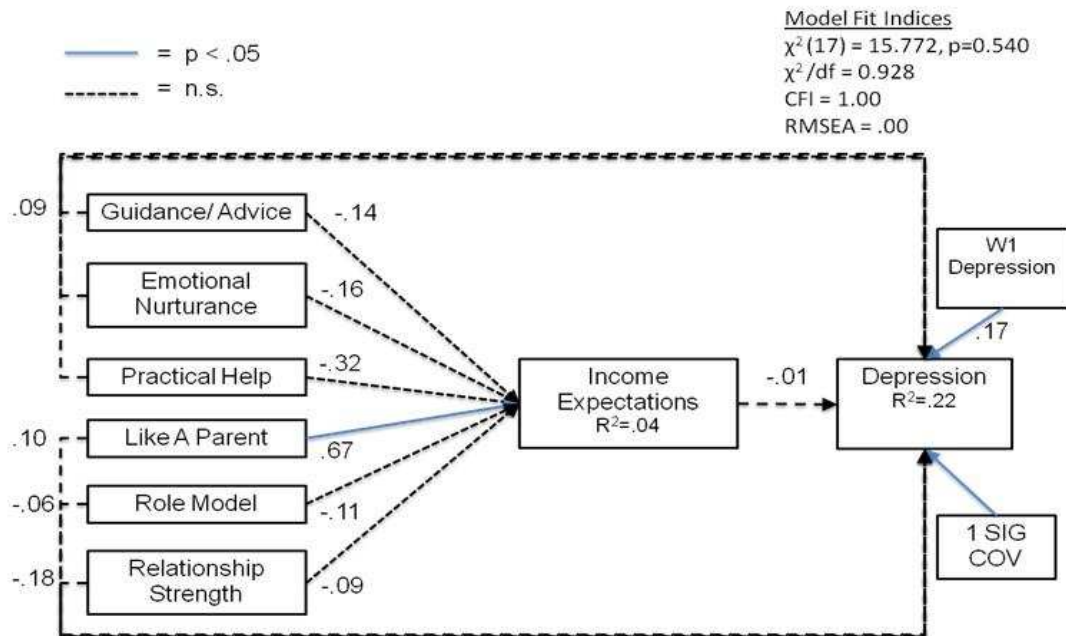 Model Fit Indices
χ² (17) = 15.772, p=0.540
χ² /df = 0.928
CFI = 1.00
RMSEA = .00
= p < .05
= n.s.
.09
Guidance/ Advice
-.14
W1
Depression
Emotional
Nurturance
-.16
.17
Practical Help
-.32
Income
Expectations
R²=.04
-.01
Depression
R²=.22
.10
Like A Parent
.67
-.06
Role Model
-.11
1 SIG
COV
-.18
Relationship
Strength
-.09